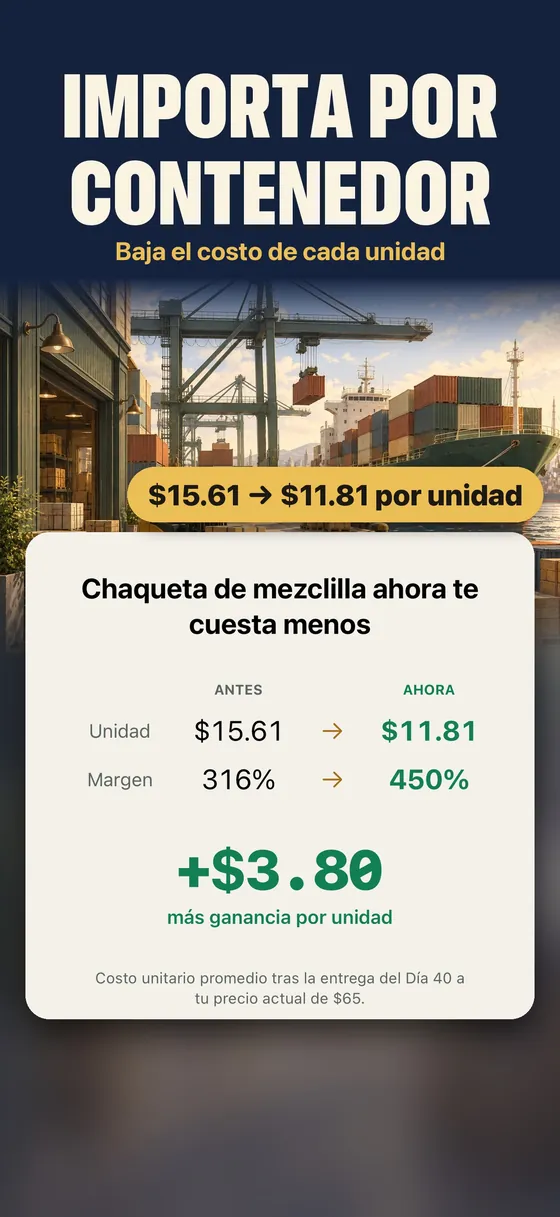 IMPORTA POR
CONTENEDOR
Baja el costo de cada unidad
$15.61 → $11.81 por unidad
Chaqueta de mezclilla ahora te
cuesta menos
ANTES AHORA
Unidad $15.61 → $11.81
Margen 316% → 450%
+$3.80
más ganancia por unidad
Costo unitario promedio tras la entrega del Día 40 a
tu precio actual de $65.